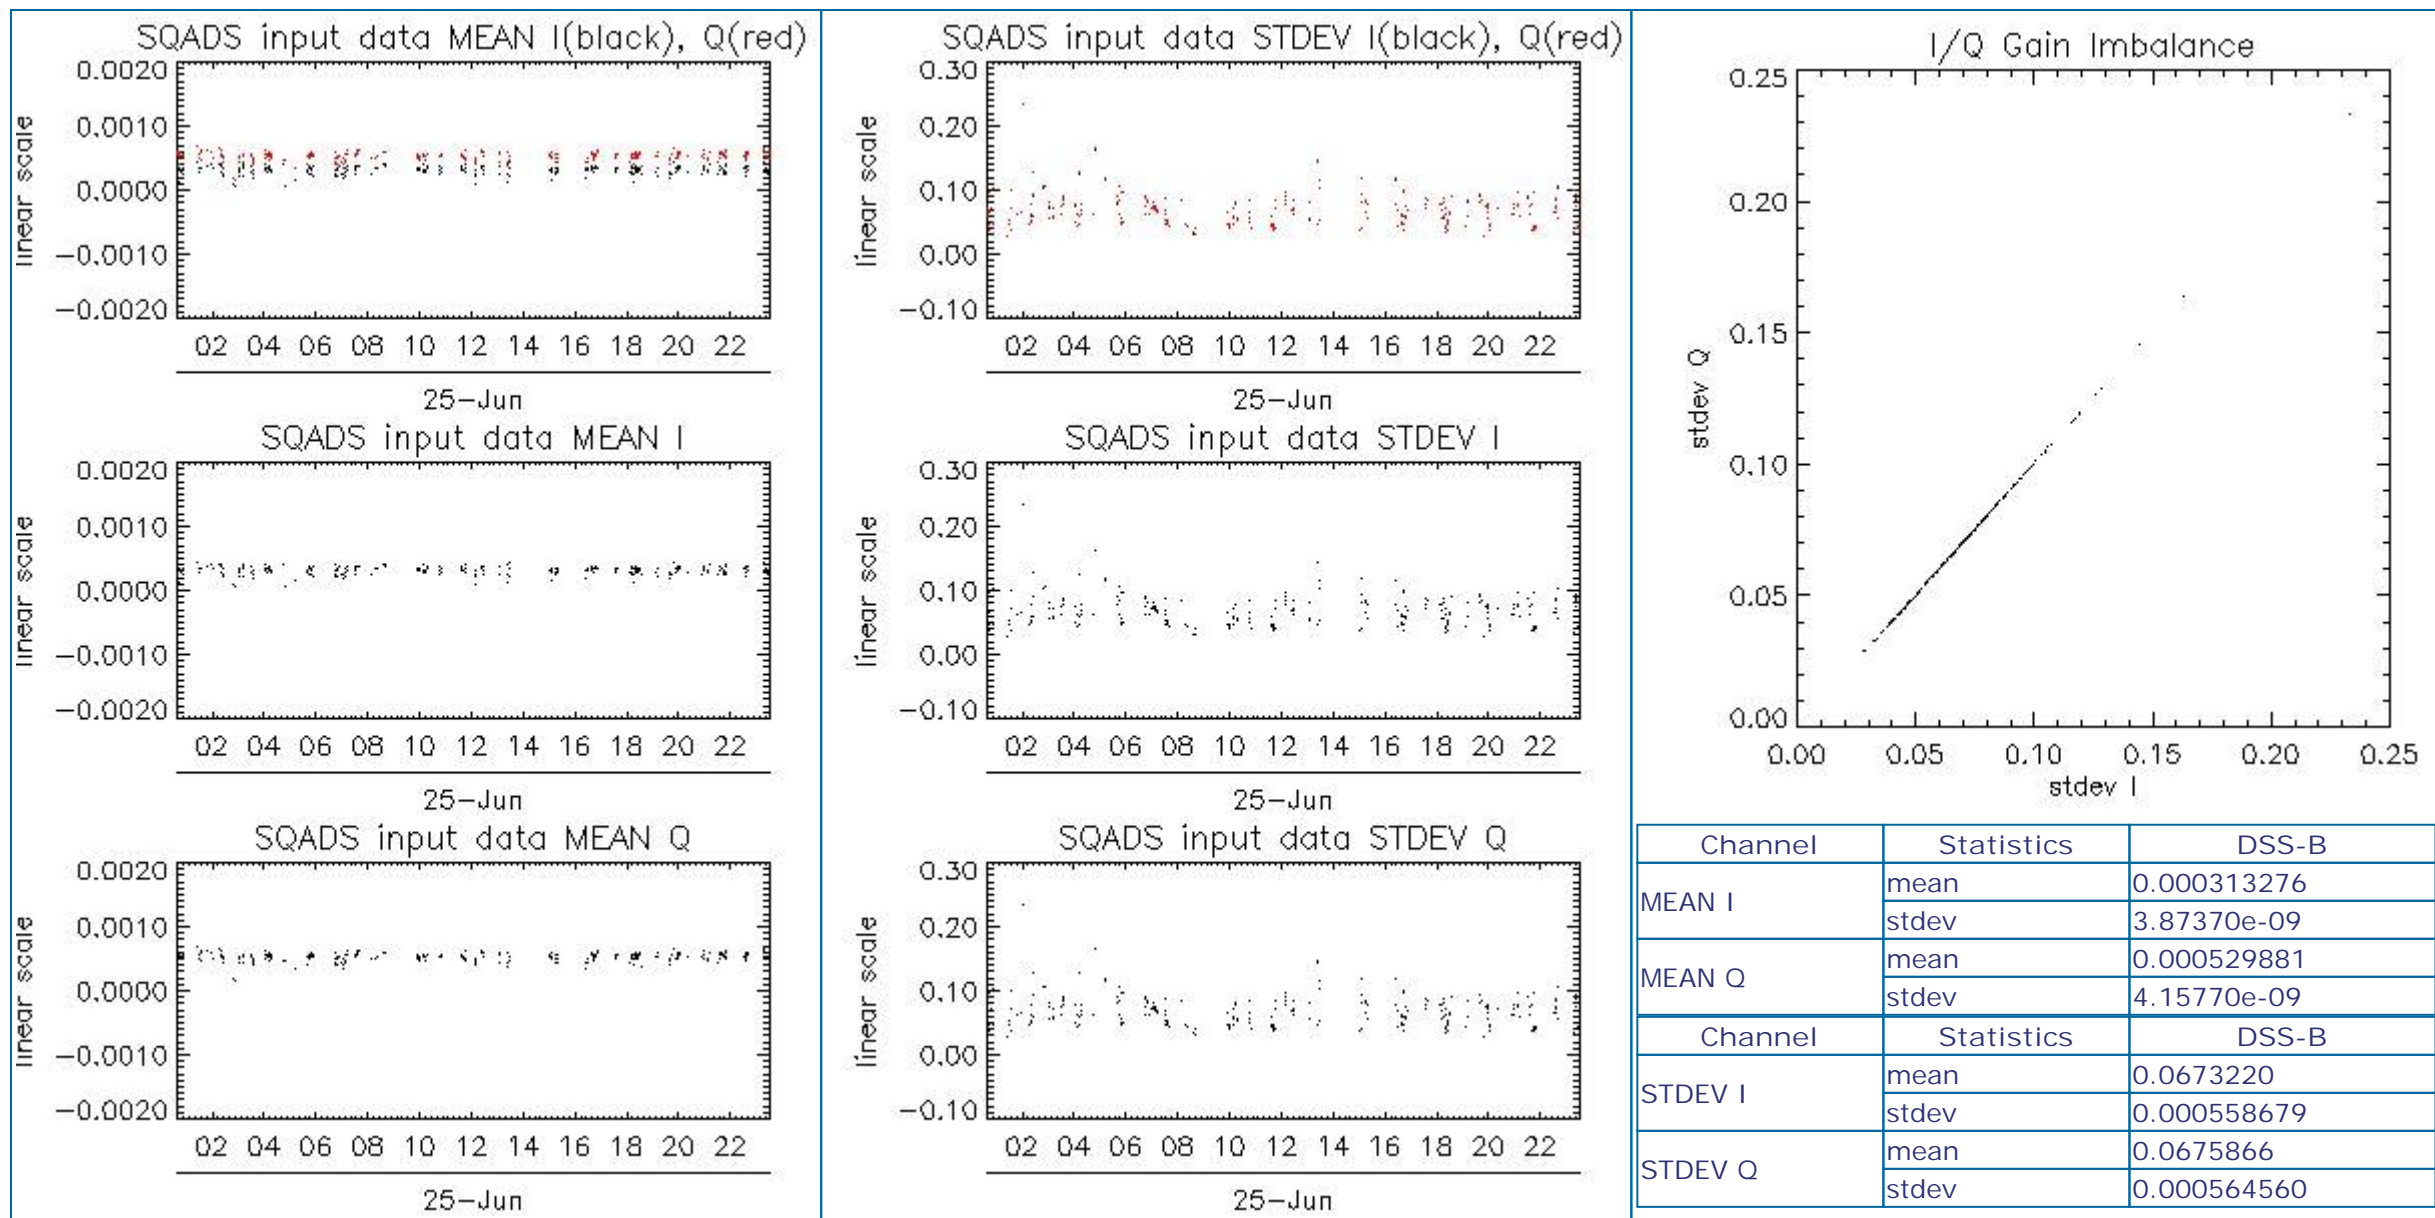 SQADS input data MEAN I(black), Q(red)
linear scale
0.0020
0.0010
0.0000
-0.0010
-0.0020
02 04 06 08 10 12 14 16 18 20 22
25-Jun
SQADS input data MEAN I
linear scale
0.0020
0.0010
0.0000
-0.0010
-0.0020
02 04 06 08 10 12 14 16 18 20 22
25-Jun
SQADS input data MEAN Q
linear scale
0.0020
0.0010
0.0000
-0.0010
-0.0020
02 04 06 08 10 12 14 16 18 20 22
25-Jun
SQADS input data STDEV I(black), Q(red)
linear scale
0.30
0.20
0.10
0.00
-0.10
02 04 06 08 10 12 14 16 18 20 22
25-Jun
SQADS input data STDEV I
linear scale
0.30
0.20
0.10
0.00
-0.10
02 04 06 08 10 12 14 16 18 20 22
25-Jun
SQADS input data STDEV Q
linear scale
0.30
0.20
0.10
0.00
-0.10
02 04 06 08 10 12 14 16 18 20 22
25-Jun
I/Q Gain Imbalance
stdev Q
0.25
0.20
0.15
0.10
0.05
0.00
0.00 0.05 0.10 0.15 0.20 0.25
stdev I
Channel Statistics DSS-B
MEAN I mean 0.000313276
stdev 3.87370e-09
MEAN Q mean 0.000529881
stdev 4.15770e-09
Channel Statistics DSS-B
STDEV I mean 0.0673220
stdev 0.000558679
STDEV Q mean 0.0675866
stdev 0.000564560